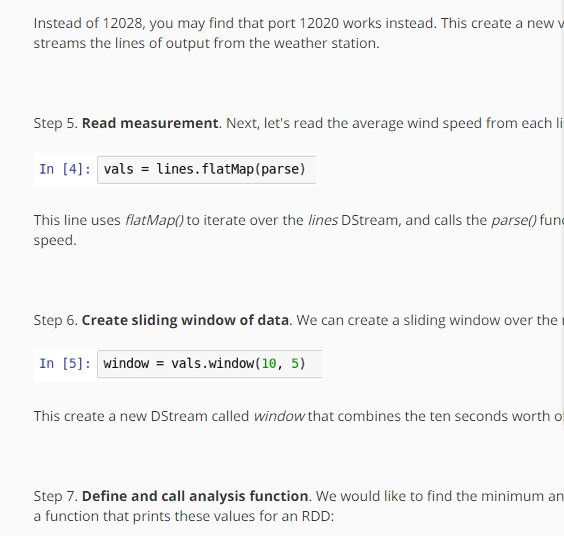 Instead of 12028, you may find that port 12020 works instead. This create a new
streams the lines of output from the weather station.
Step 5. Read measurement. Next, let's read the average wind speed from each
In [4]: vals = lines.flatMap(parse)
This line uses flatMap() to iterate over the lines DStream, and calls the parse()
speed.
Step 6. Create sliding window of data. We can create a sliding window over the
In [5]: window = vals.window(10, 5)
This create a new DStream called window that combines the ten seconds worth
Step 7. Define and call analysis function. We would like to find the minimum
a function that prints these values for an RDD: